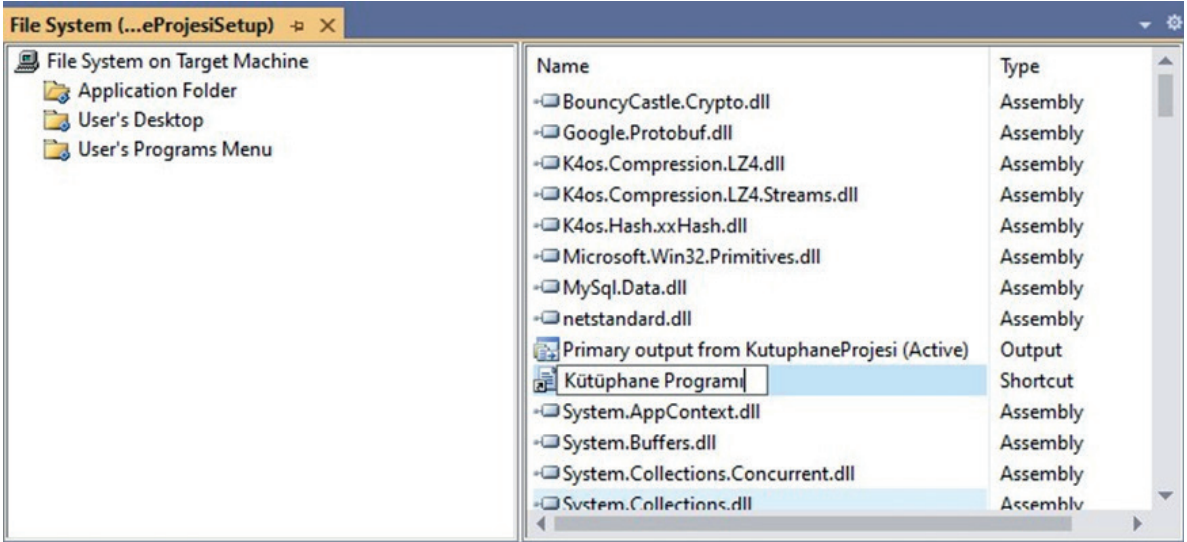 File System (...eProjesiSetup)
File System on Target Machine
Application Folder
User's Desktop
User's Programs Menu
Name Type
BouncyCastle.Crypto.dll Assembly
Google.Protobuf.dll Assembly
K4os.Compression.LZ4.dll Assembly
K4os.Compression.LZ4.Streams.dll Assembly
K4os.Hash.xxHash.dll Assembly
Microsoft.Win32.Primitives.dll Assembly
MySql.Data.dll Assembly
netstandard.dll Assembly
Primary output from KutuphaneProjesi (Active) Output
Kütüphane Programı Shortcut
System.AppContext.dll Assembly
System.Buffers.dll Assembly
System.Collections.Concurrent.dll Assembly
System.Collections.dll Assembly